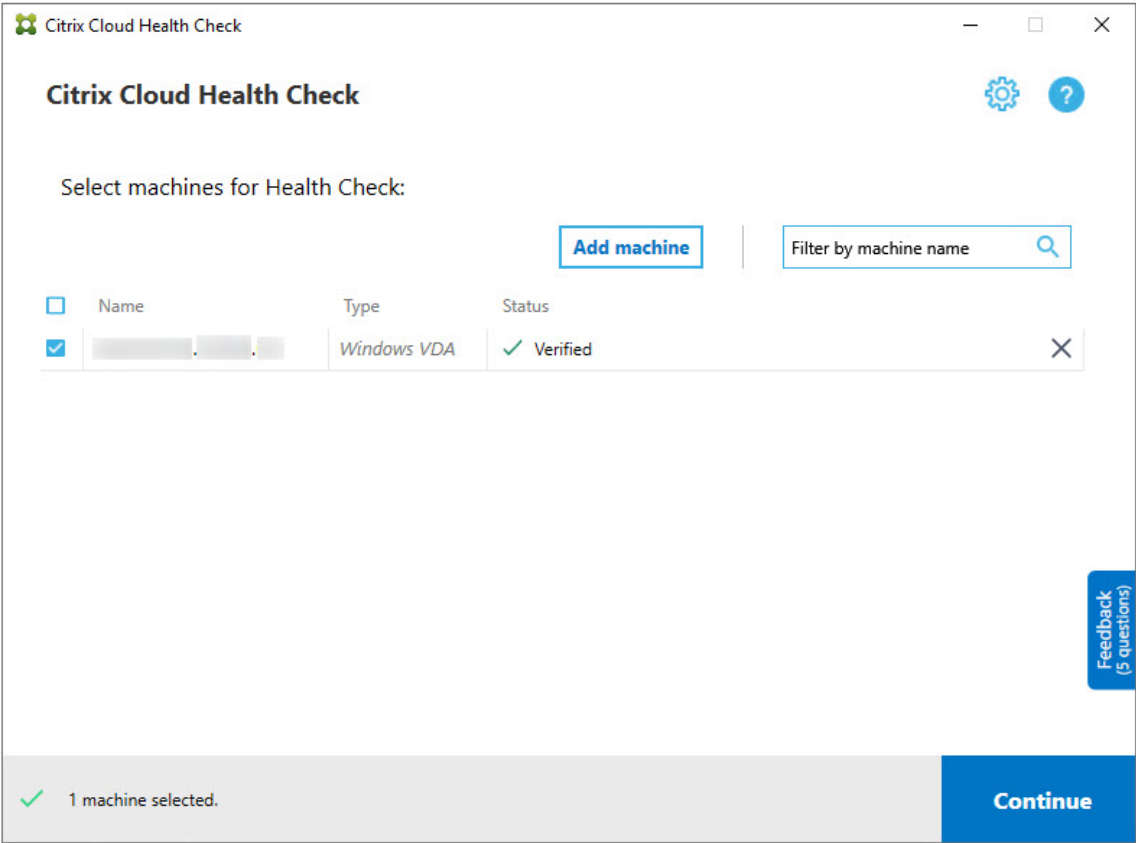 Citrix Cloud Health Check
Citrix Cloud Health Check
?
Select machines for Health Check:
Add machine
Filter by machine name
Name Type Status
Windows VDA Verified
Feedback
(5 questions)
1 machine selected.
Continue